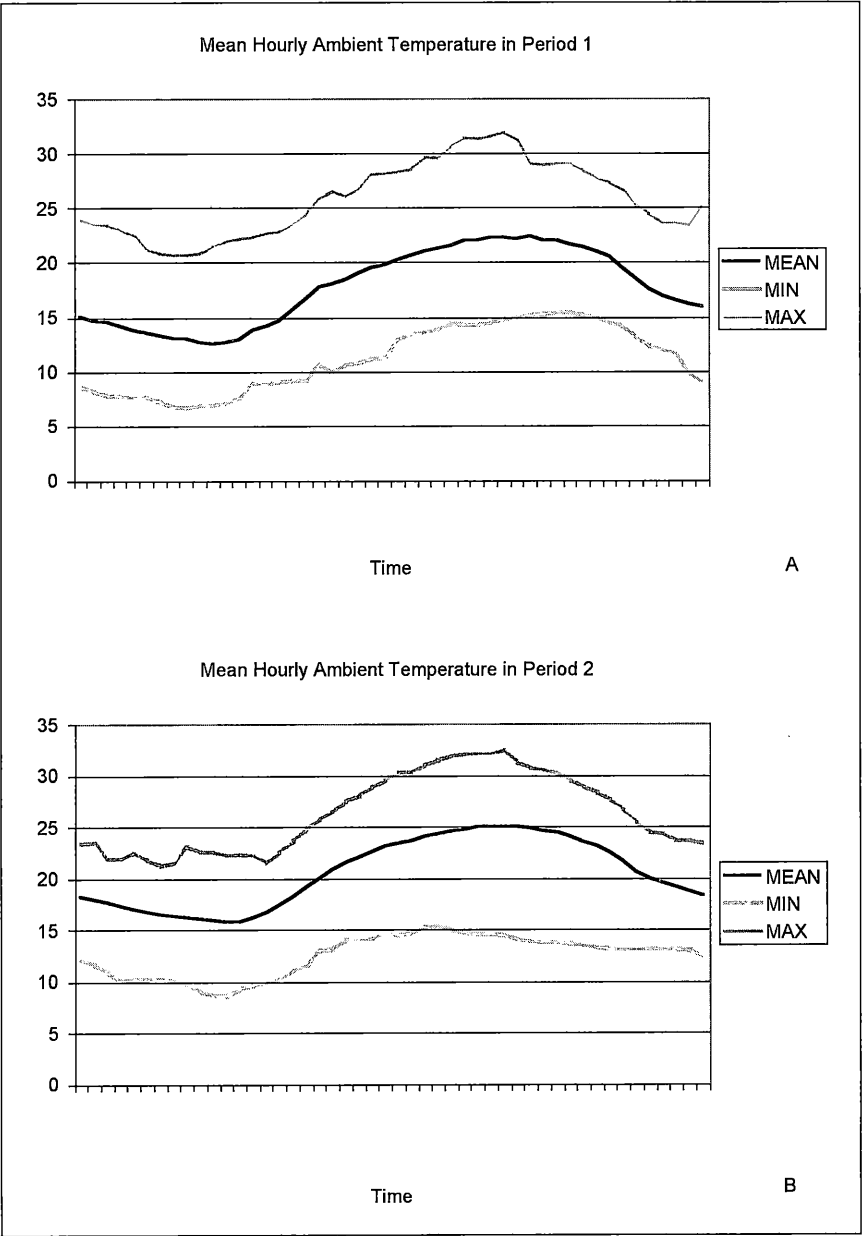 Mean Hourly Ambient Temperature in Period 1
35
30
25
20
15
10
5
0
MEAN
MIN
MAX
Time
A
Mean Hourly Ambient Temperature in Period 2
35
30
25
20
15
10
5
0
MEAN
MIN
MAX
Time
B